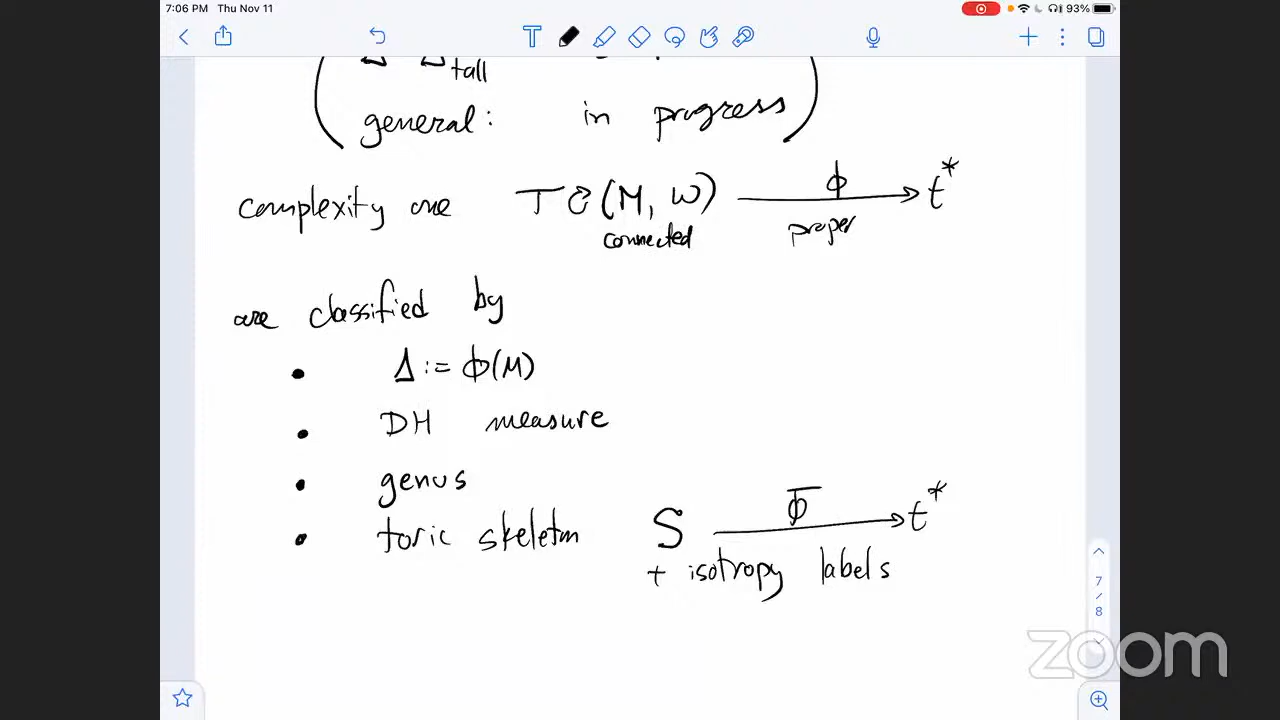 7:06 PM Thu Nov 11
93%
Δ Δ tall
general: in progress
complexity one T ↻ (M, ω) ⟶ t*
Φ
connected
proper
are classified by
• Δ := Φ(M)
• DH measure
• genus
• toric skeleton S ⟶ t*
Φ̅
+ isotropy labels
7
/
8
zoom